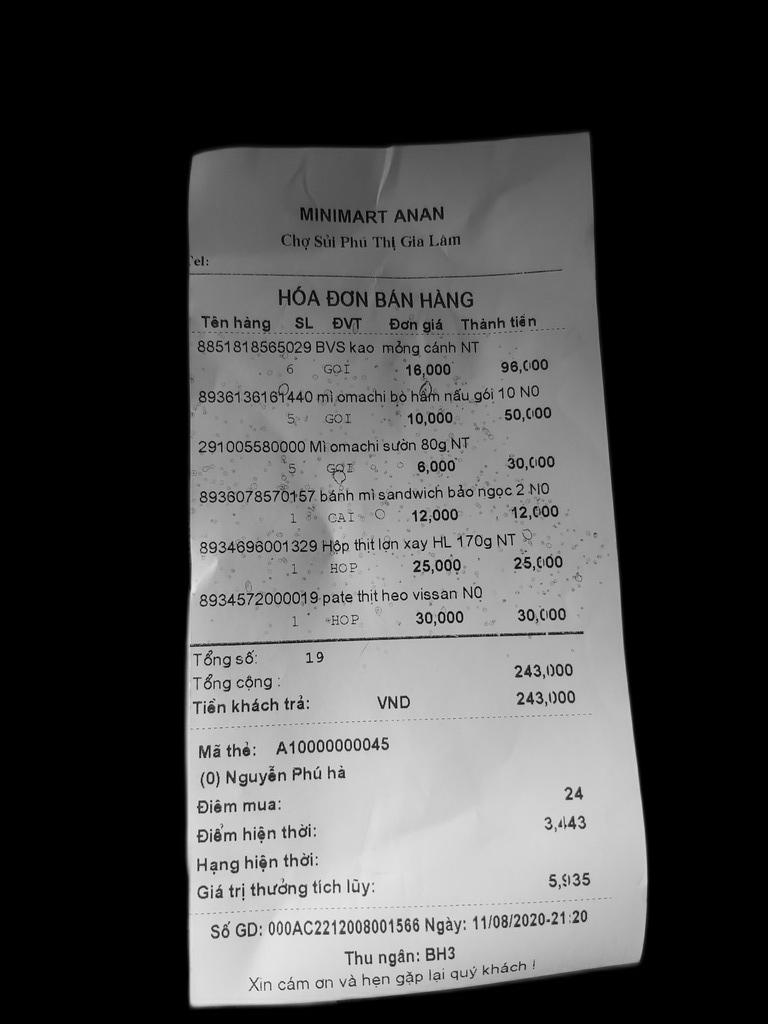 MINIMART ANAN
Chợ Sủi Phú Thị Gia Lâm
Tel:
HÓA ĐƠN BÁN HÀNG
Tên hàng SL ĐVT Đơn giá Thành tiền
8851818565029 BVS kao mỏng cánh NT
6 GOI 16,000 96,000
8936136161440 mì omachi bò hầm nấu gói 10 N0
5 GOI 10,000 50,000
291005580000 Mì omachi sườn 80g NT
5 GOI 6,000 30,000
8936078570157 bánh mì sandwich bảo ngọc 2 N0
1 CAI 12,000 12,000
8934696001329 Hộp thịt lợn xay HL 170g NT
1 HOP 25,000 25,000
8934572000019 pate thịt heo vissan N0
1 HOP 30,000 30,000
Tổng số: 19
Tổng cộng : 243,000
Tiền khách trả: VND 243,000
Mã thẻ: A10000000045
(0) Nguyễn Phú hà
Điểm mua: 24
Điểm hiện thời: 3,443
Hạng hiện thời:
Giá trị thưởng tích lũy: 5,935
Số GD: 000AC2212008001566 Ngày: 11/08/2020-21:20
Thu ngân: BH3
Xin cám ơn và hẹn gặp lại quý khách !